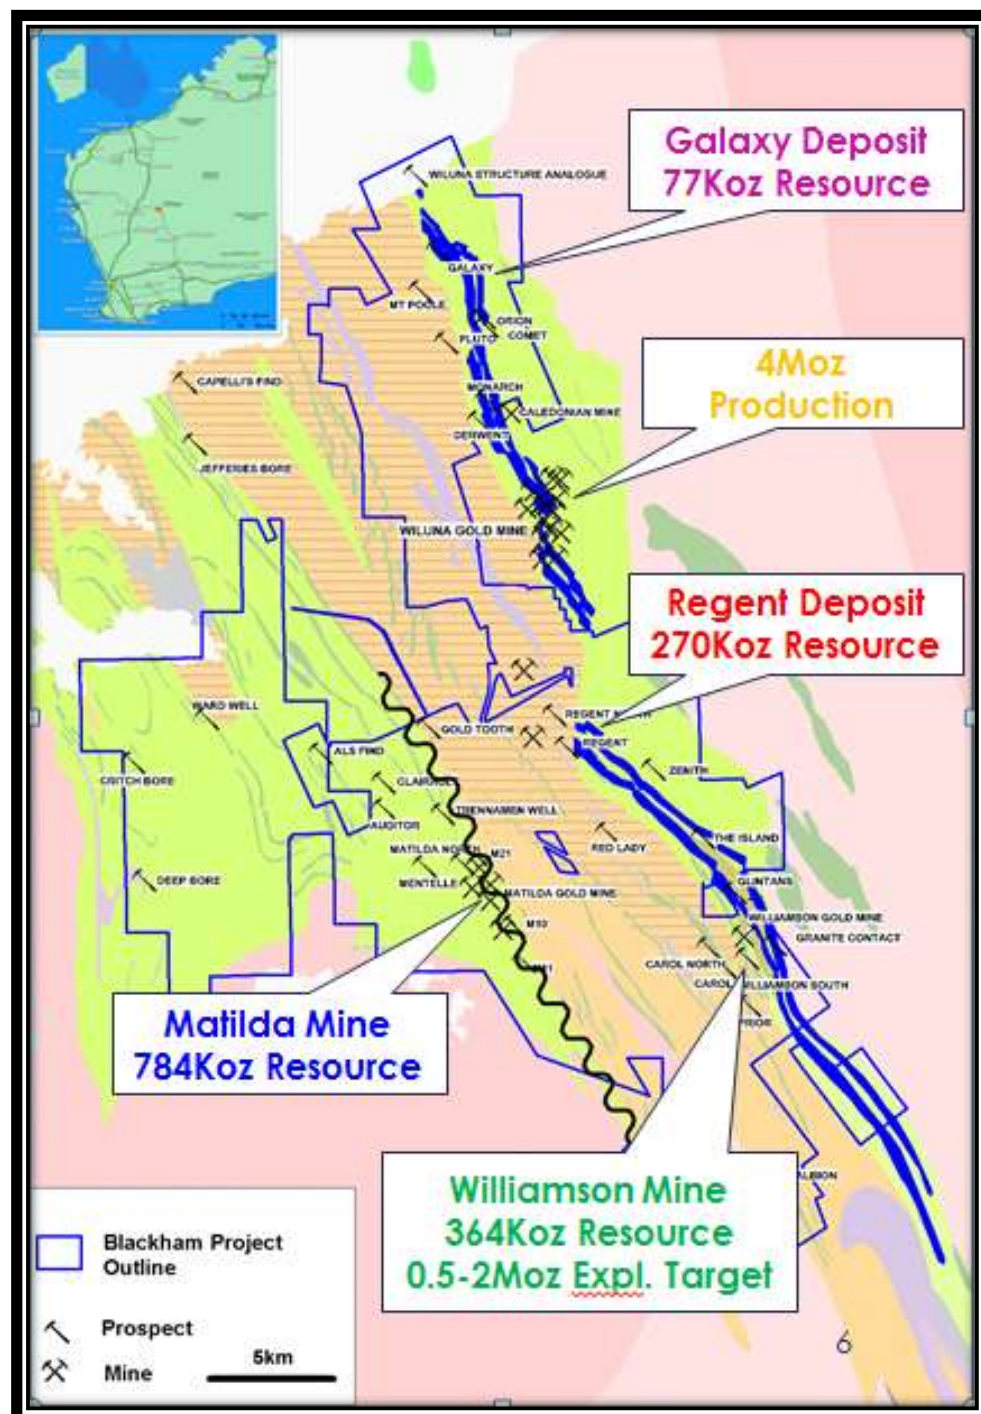 Galaxy Deposit
77Koz Resource
WILUNA STRUCTURE ANALOGUE
GALAXY
MT POOLE
ORION
PLUTO
COMET
4Moz
Production
CAPELLI'S FIND
MONARCH
CALEDONIAN MINE
DERWENT
JEFFERIES BORE
WILUNA GOLD MINE
Regent Deposit
270Koz Resource
WARD WELL
REGENT NORTH
GOLD TOOTH
REGENT
ALS FIND
ZENITH
CRITCH BORE
AUDITOR
TRENNAMEN WELL
THE ISLAND
MATILDA NORTH
M21
RED LADY
DEEP BORE
MENTELLE
MATILDA GOLD MINE
GLINTANS
WILLIAMSON GOLD MINE
M10
GRANITE CONTACT
CAROL NORTH
CAROL
WILLIAMSON SOUTH
PRIOR
Matilda Mine
784Koz Resource
Williamson Mine
364Koz Resource
0.5-2Moz Expl. Target
ALBION
Blackham Project
Outline
Prospect
Mine
5km
6